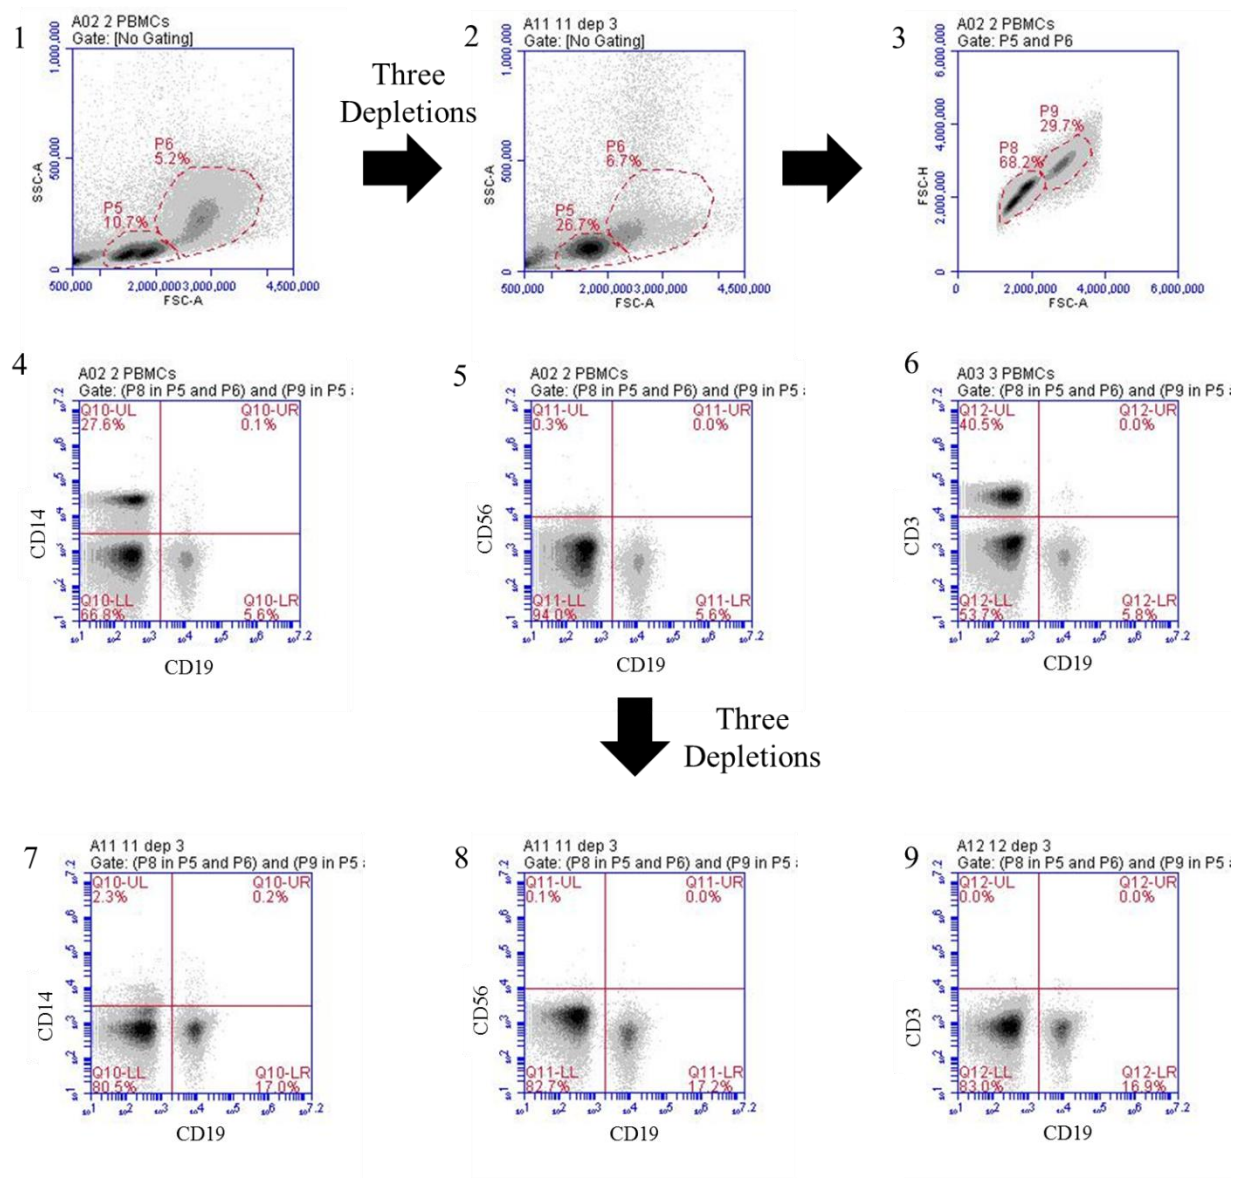 1
A02 2 PBMCs
Gate: [No Gating]
1,000,000
SSC-A
500,000
0
P6
5.2%
P5
10.7%
500,000 2,000,000 3,000,000 4,500,000
FSC-A
Three
Depletions
2
A11 11 dep 3
Gate: [No Gating]
1,000,000
SSC-A
500,000
0
P6
6.7%
P5
26.7%
500,000 2,000,000 3,000,000 4,500,000
FSC-A
3
A02 2 PBMCs
Gate: P5 and P6
6,000,000
4,000,000
FSC-H
2,000,000
0
P9
29.7%
P8
68.2%
0 2,000,000 4,000,000 6,000,000
FSC-A
4
A02 2 PBMCs
Gate: (P8 in P5 and P6) and (P9 in P5
Q10-UL Q10-UR
27.6% 0.1%
CD14
Q10-LL Q10-LR
66.8% 5.6%
CD19
5
A02 2 PBMCs
Gate: (P8 in P5 and P6) and (P9 in P5
Q11-UL Q11-UR
0.3% 0.0%
CD56
Q11-LL Q11-LR
94.0% 5.6%
CD19
6
A03 3 PBMCs
Gate: (P8 in P5 and P6) and (P9 in P5
Q12-UL Q12-UR
40.5% 0.0%
CD3
Q12-LL Q12-LR
53.7% 5.8%
CD19
Three
Depletions
7
A11 11 dep 3
Gate: (P8 in P5 and P6) and (P9 in P5
Q10-UL Q10-UR
2.3% 0.2%
CD14
Q10-LL Q10-LR
80.5% 17.0%
CD19
8
A11 11 dep 3
Gate: (P8 in P5 and P6) and (P9 in P5
Q11-UL Q11-UR
0.1% 0.0%
CD56
Q11-LL Q11-LR
82.7% 17.2%
CD19
9
A12 12 dep 3
Gate: (P8 in P5 and P6) and (P9 in P5
Q12-UL Q12-UR
0.0% 0.0%
CD3
Q12-LL Q12-LR
83.0% 16.9%
CD19